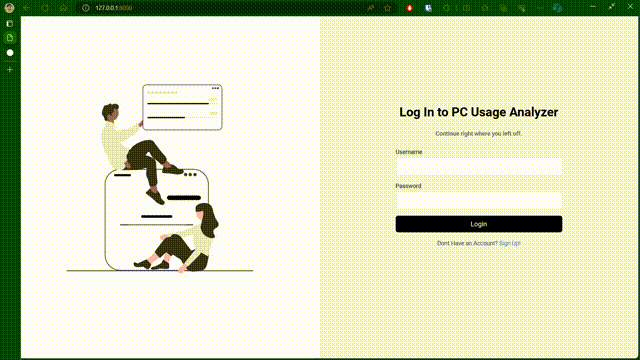 127.0.0.1:8000
Log In to PC Usage Analyzer
Continue right where you left off.
Username
Password
Login
Dont Have an Account? Sign Up!